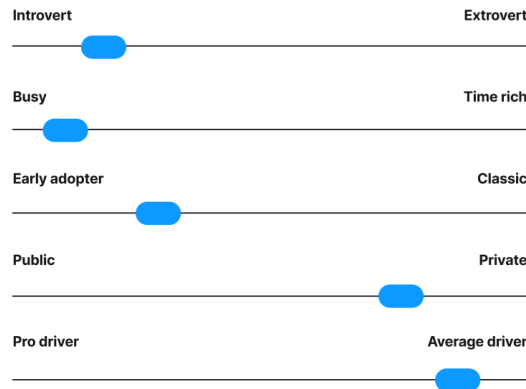 Introvert Extrovert
Busy Time rich
Early adopter Classic
Public Private
Pro driver Average driver